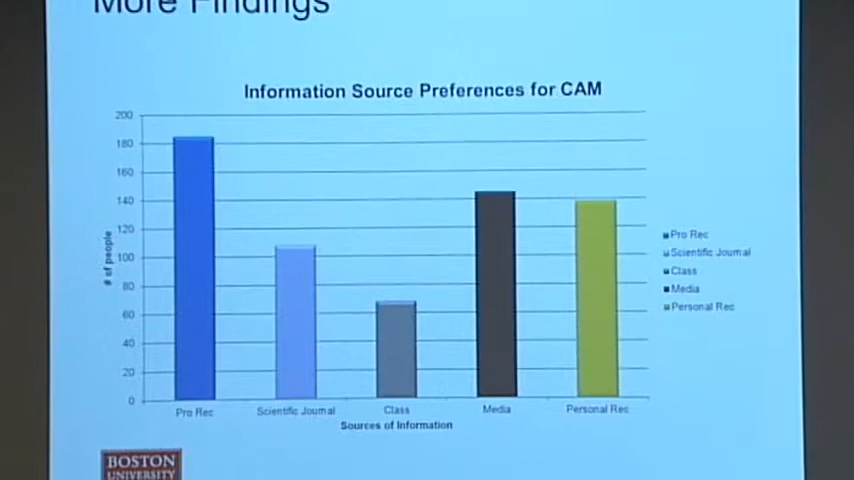 More Findings
Information Source Preferences for CAM
200
180
160
140
120
100
80
60
40
20
0
# of people
Pro Rec
Scientific Journal
Class
Media
Personal Rec
Sources of Information
Pro Rec
Scientific Journal
Class
Media
Personal Rec
BOSTON
UNIVERSITY